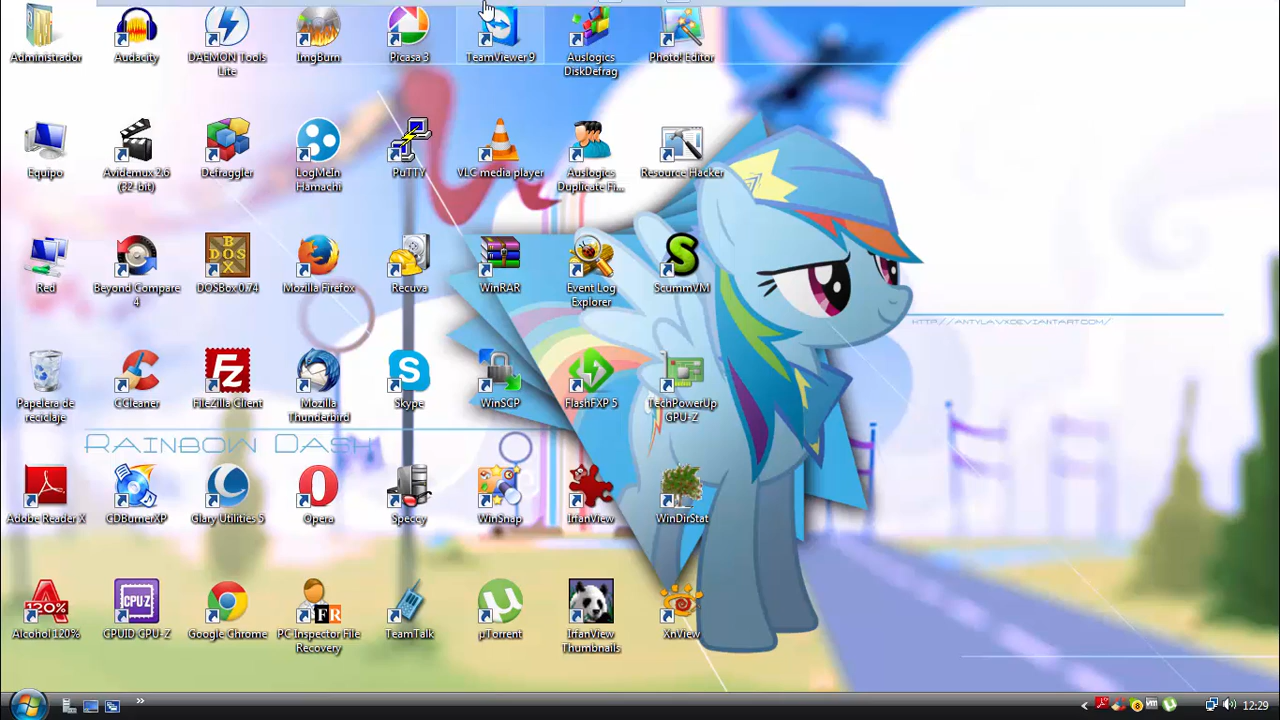 Administrador
Audacity
DAEMON Tools
Lite
ImgBurn
Picasa 3
TeamViewer 9
Auslogics
DiskDefrag
Photo! Editor
Equipo
Avidemux 2.6
(32-bit)
Defraggler
LogMeIn
Hamachi
PuTTY
VLC media player
Auslogics
Duplicate Fi...
Resource Hacker
Red
Beyond Compare
4
DOSBox 0.74
Mozilla Firefox
Recuva
WinRAR
Event Log
Explorer
ScummVM
HTTP://ANTYLAVX.DEVIANTART.COM/
Papelera de
reciclaje
CCleaner
FileZilla Client
Mozilla
Thunderbird
Skype
WinSCP
FlashFXP 5
TechPowerUp
GPU-Z
RAINBOW DASH
Adobe Reader X
CDBurnerXP
Glary Utilities 5
Opera
Speccy
WinSnap
IrfanView
WinDirStat
Alcohol 120%
CPUID CPU-Z
Google Chrome
PC Inspector File
Recovery
TeamTalk
µTorrent
IrfanView
Thumbnails
XnView
12:29